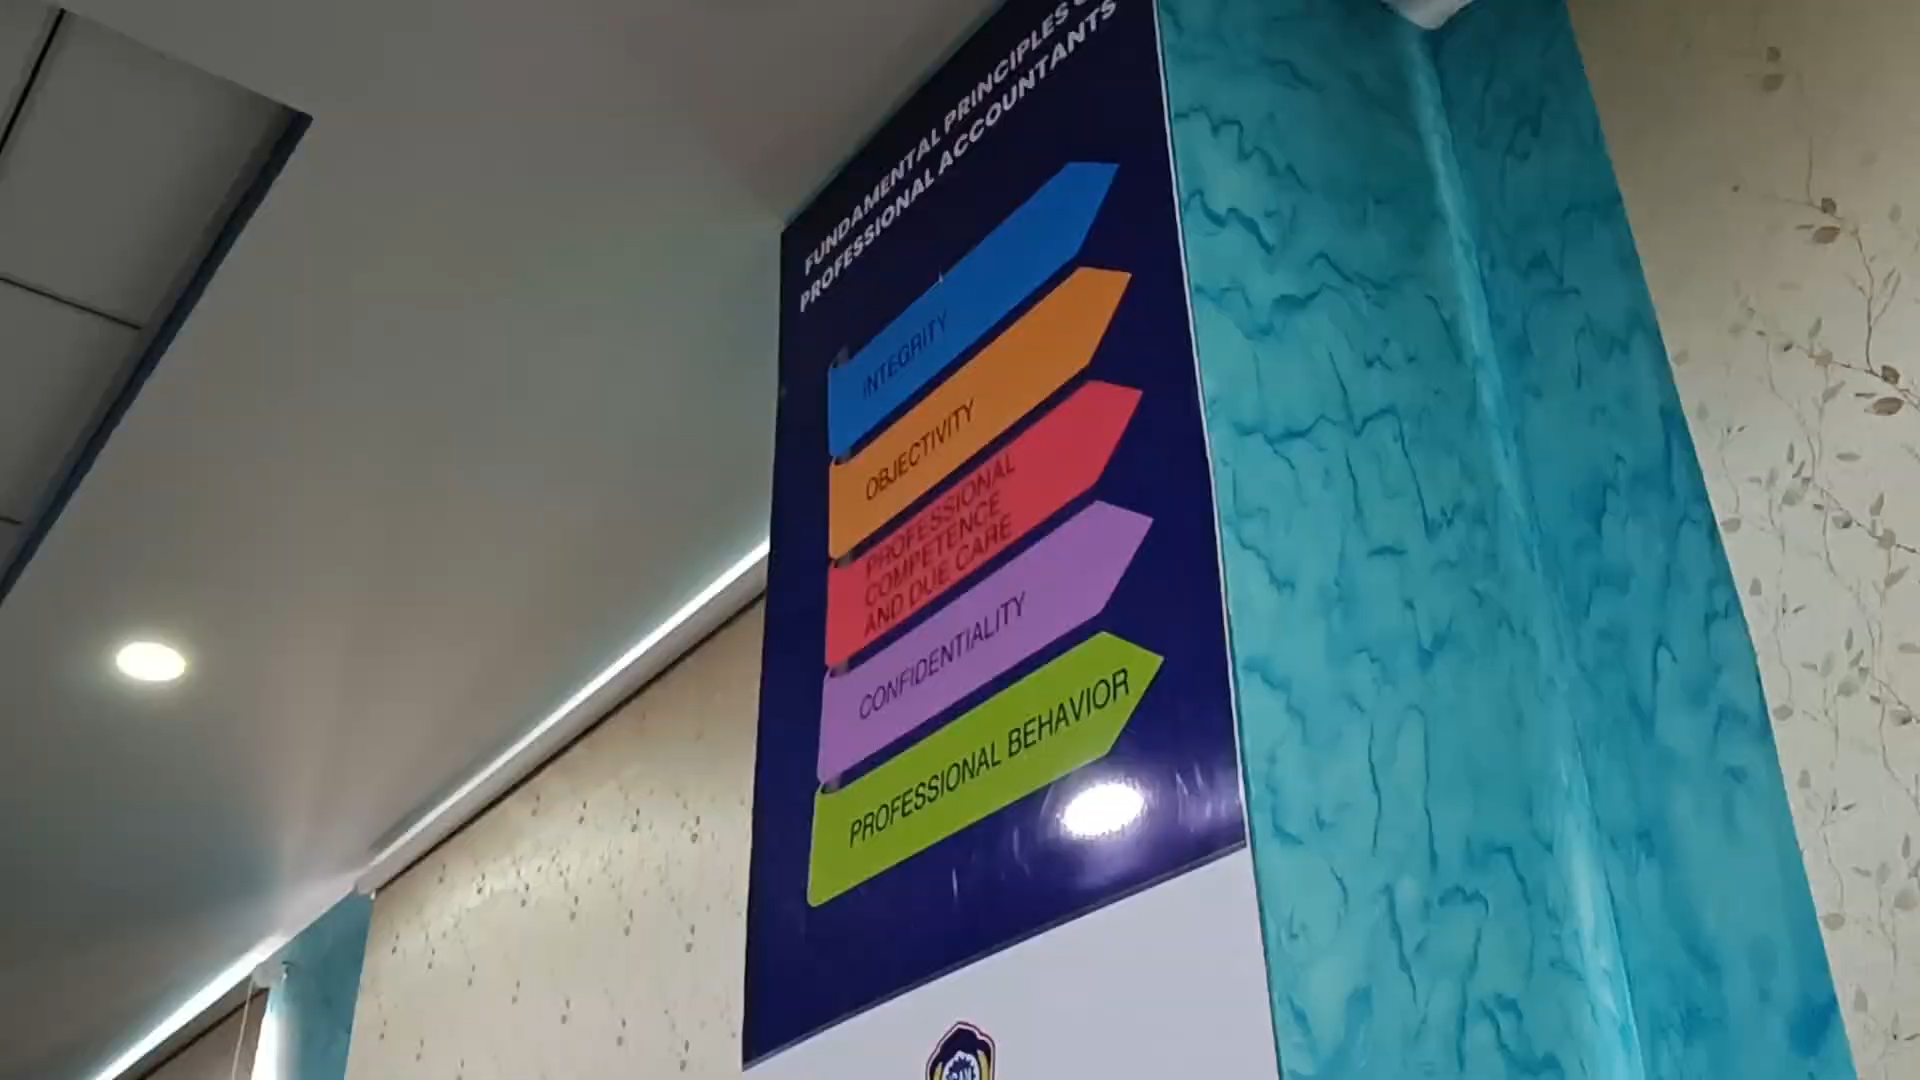 FUNDAMENTAL PRINCIPLES
PROFESSIONAL ACCOUNTANTS
INTEGRITY
OBJECTIVITY
PROFESSIONAL
COMPETENCE
AND DUE CARE
CONFIDENTIALITY
PROFESSIONAL BEHAVIOR